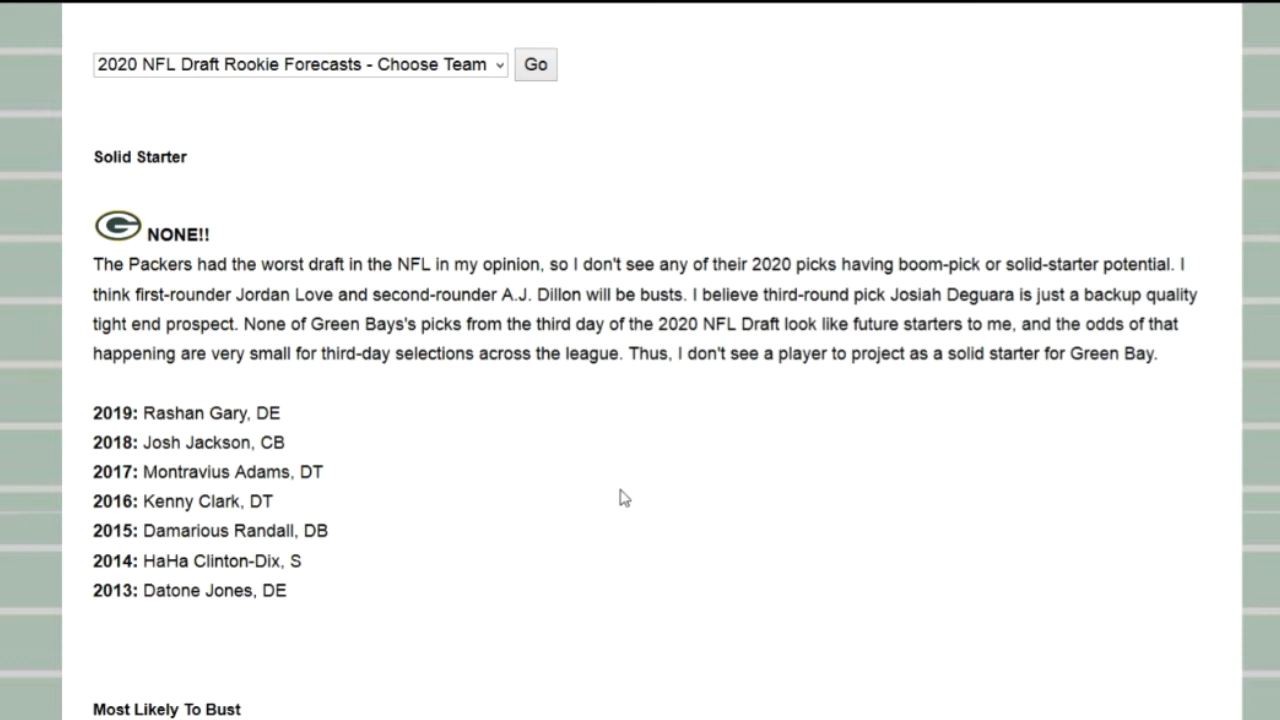 2020 NFL Draft Rookie Forecasts - Choose Team
Go
Solid Starter
G
NONE!!
The Packers had the worst draft in the NFL in my opinion, so I don't see any of their 2020 picks having boom-pick or solid-starter potential. I
think first-rounder Jordan Love and second-rounder A.J. Dillon will be busts. I believe third-round pick Josiah Deguara is just a backup quality
tight end prospect. None of Green Bays's picks from the third day of the 2020 NFL Draft look like future starters to me, and the odds of that
happening are very small for third-day selections across the league. Thus, I don't see a player to project as a solid starter for Green Bay.
2019: Rashan Gary, DE
2018: Josh Jackson, CB
2017: Montravius Adams, DT
2016: Kenny Clark, DT
2015: Damarious Randall, DB
2014: HaHa Clinton-Dix, S
2013: Datone Jones, DE
Most Likely To Bust